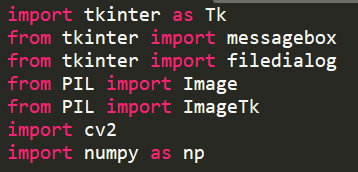 import tkinter as Tk
from tkinter import messagebox
from tkinter import filedialog
from PIL import Image
from PIL import ImageTk
import cv2
import numpy as np